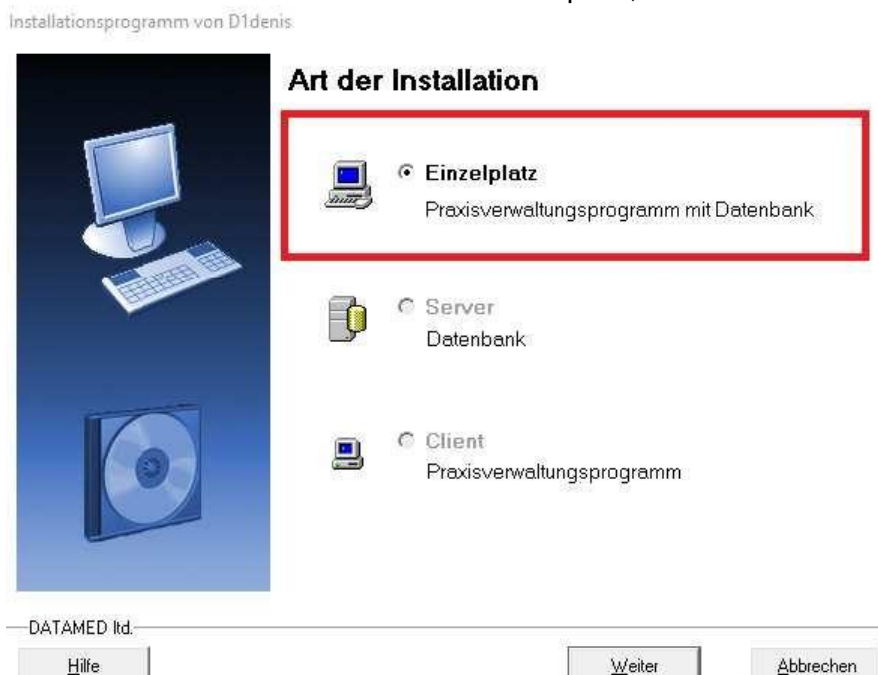 Installationsprogramm von D1denis
Art der Installation
Einzelplatz
Praxisverwaltungsprogramm mit Datenbank
Server
Datenbank
Client
Praxisverwaltungsprogramm
DATAMED ltd.
Hilfe
Weiter
Abbrechen